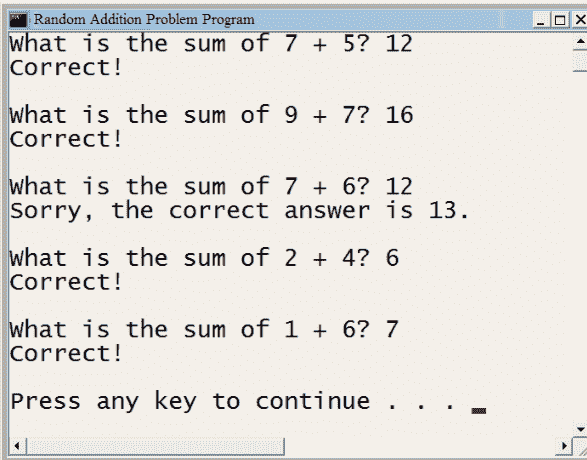 Random Addition Problem Program
What is the sum of 7 + 5? 12
Correct!
What is the sum of 9 + 7? 16
Correct!
What is the sum of 7 + 6? 12
Sorry, the correct answer is 13.
What is the sum of 2 + 4? 6
Correct!
What is the sum of 1 + 6? 7
Correct!
Press any key to continue . . .